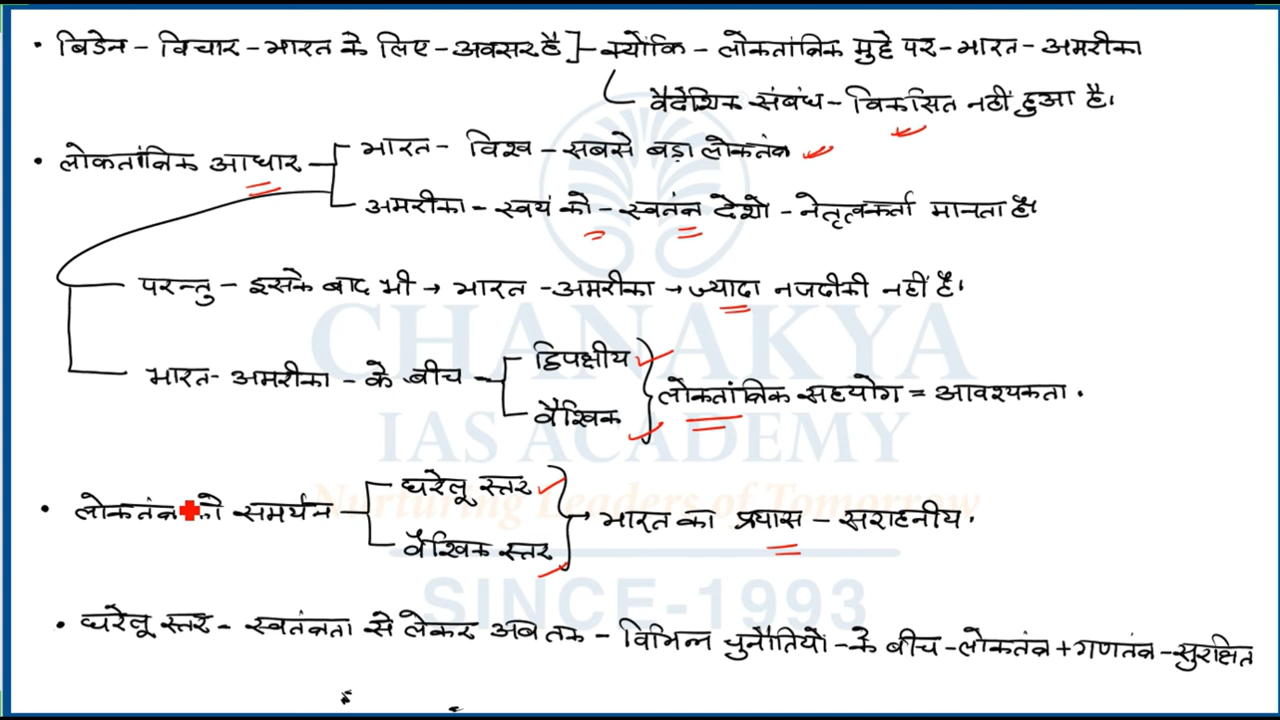 • बिडेन - विचार - भारत के लिए - अवसर है ] - क्योंकि - लोकतांत्रिक मुद्दे पर - भारत - अमरीका
वैदेशिक संबंध - विकसित नहीं हुआ है।
• लोकतांत्रिक आधार
भारत - विश्व - सबसे बड़ा लोकतंत्र
अमरीका - स्वयं को - स्वतंत्र देशों - नेतृत्वकर्ता मानता है।
परन्तु - इसके बाद भी → भारत - अमरीका → ज्यादा नजदीकी नहीं है।
भारत - अमरीका - के बीच -
द्विपक्षीय
वैश्विक
लोकतांत्रिक सहयोग = आवश्यकता .
• लोकतंत्र को समर्थन
घरेलू स्तर
वैश्विक स्तर
→ भारत का प्रयास - सराहनीय .
• घरेलू स्तर - स्वतंत्रता से लेकर अब तक - विभिन्न चुनौतियों - के बीच - लोकतंत्र + गणतंत्र - सुरक्षित
CHANAKYA
IAS ACADEMY
Nurturing Leaders of Tomorrow
SINCE-1993